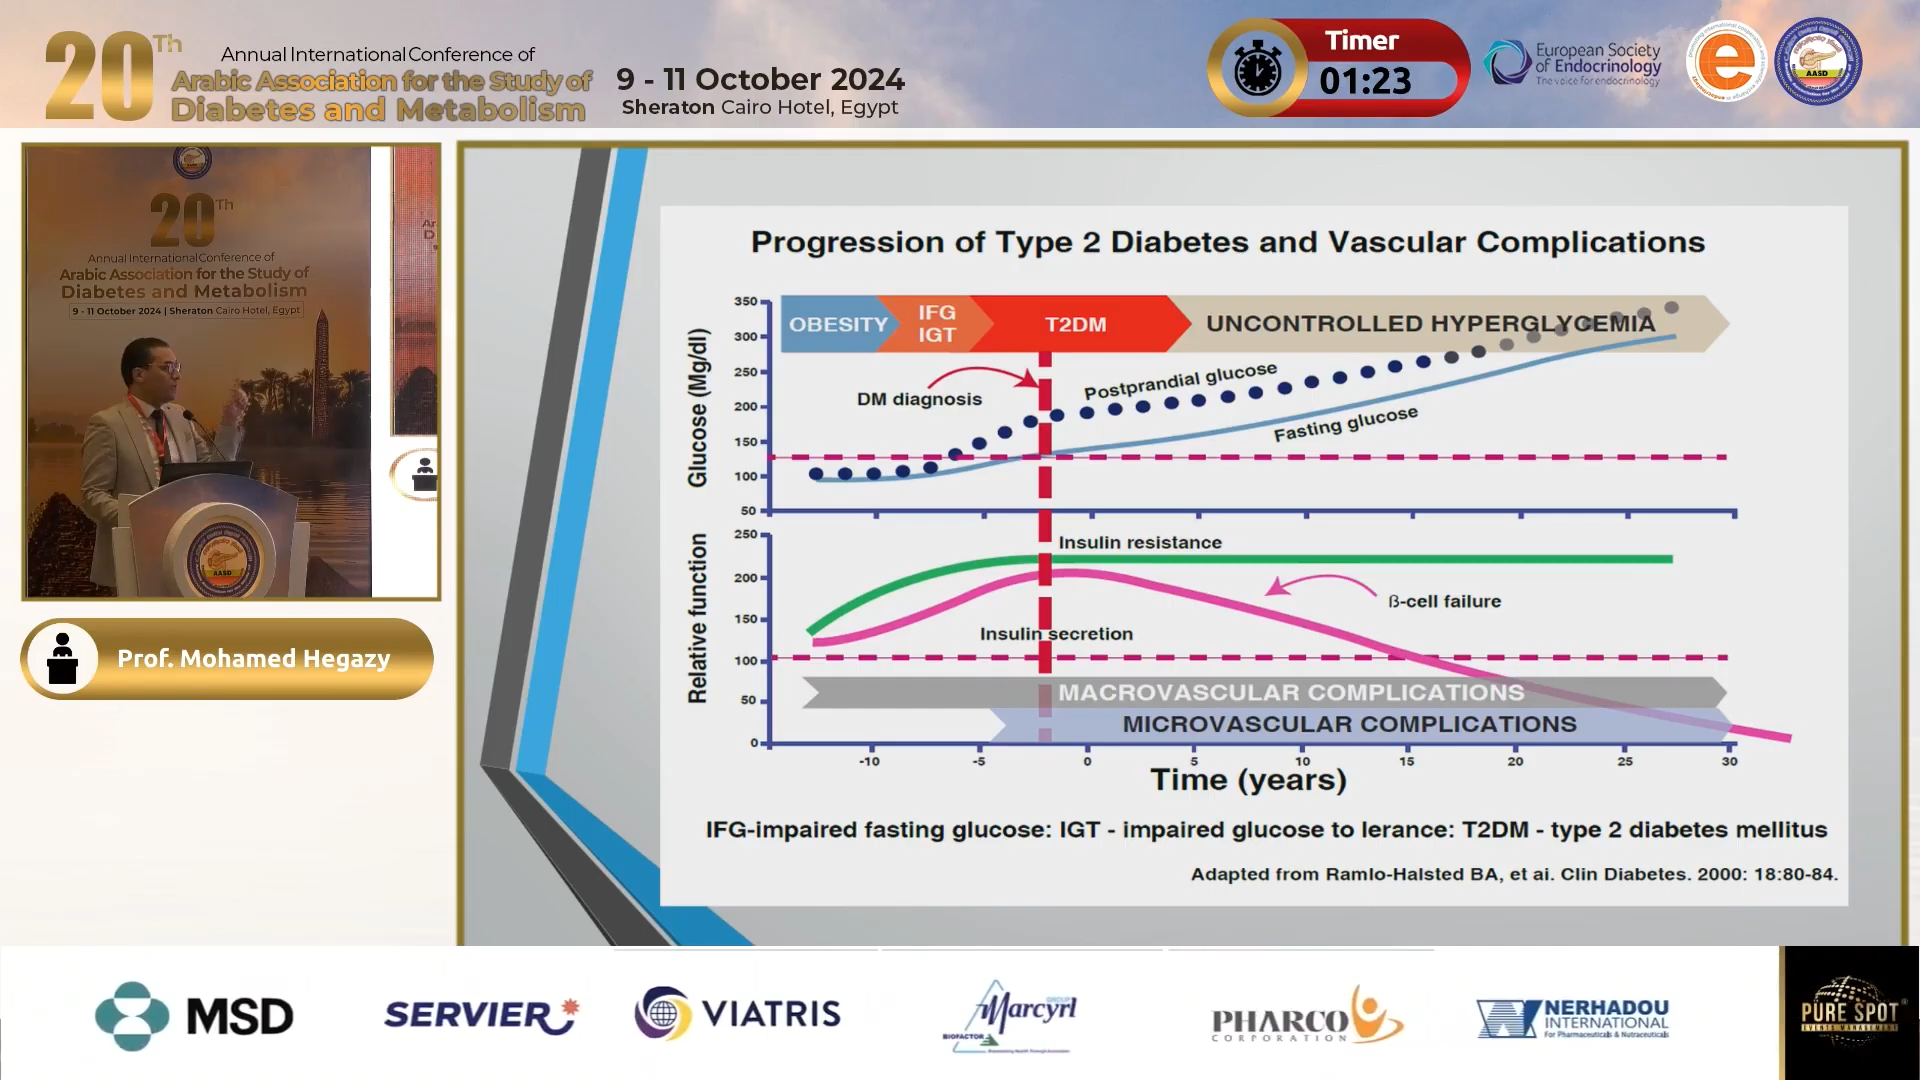 20Th
Annual International Conference of
Arabic Association for the Study of
Diabetes and Metabolism
9 - 11 October 2024
Sheraton Cairo Hotel, Egypt
Timer
01:23
European Society
of Endocrinology
The voice for endocrinology
e
AASD
20Th
Annual International Conference of
Arabic Association for the Study of
Diabetes and Metabolism
9 - 11 October 2024 | Sheraton Cairo Hotel, Egypt
Ar
D
AASD
Prof. Mohamed Hegazy
Progression of Type 2 Diabetes and Vascular Complications
OBESITY
IFG
IGT
T2DM
UNCONTROLLED HYPERGLYCEMIA
Glucose (Mg/dl)
350
300
250
200
150
100
50
DM diagnosis
Postprandial glucose
Fasting glucose
Relative function
250
200
150
100
50
0
Insulin resistance
ß-cell failure
Insulin secretion
MACROVASCULAR COMPLICATIONS
MICROVASCULAR COMPLICATIONS
-10 -5 0 5 10 15 20 25 30
Time (years)
IFG-impaired fasting glucose: IGT - impaired glucose to lerance: T2DM - type 2 diabetes mellitus
Adapted from Ramlo-Halsted BA, et ai. Clin Diabetes. 2000: 18:80-84.
MSD
SERVIER
VIATRIS
Marcyrl
GROUP
BIOFACTOR
PHARCO
CORPORATION
NERHADOU
INTERNATIONAL
For Pharmaceuticals & Nutraceuticals
PURE SPOT
EVENTS MANAGEMENT